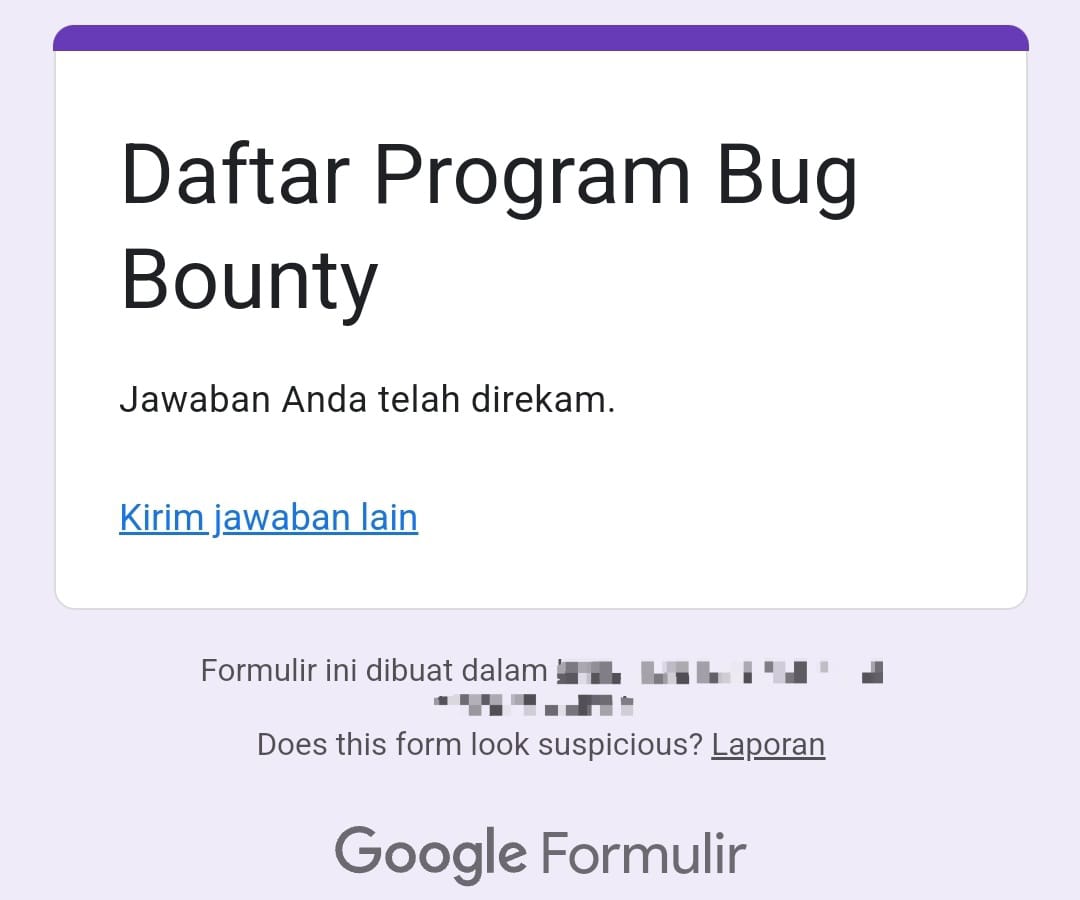 Daftar Program Bug
Bounty
Jawaban Anda telah direkam.
Kirim jawaban lain
Formulir ini dibuat dalam
Does this form look suspicious? Laporan
Google Formulir